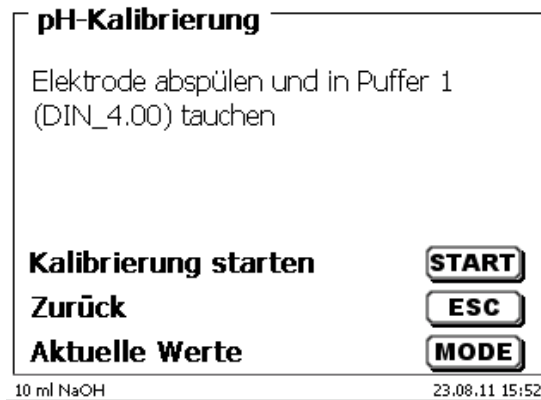 pH-Kalibrierung
Elektrode abspülen und in Puffer 1
(DIN_4.00) tauchen
Kalibrierung starten START
Zurück ESC
Aktuelle Werte MODE
10 ml NaOH 23.08.11 15:52